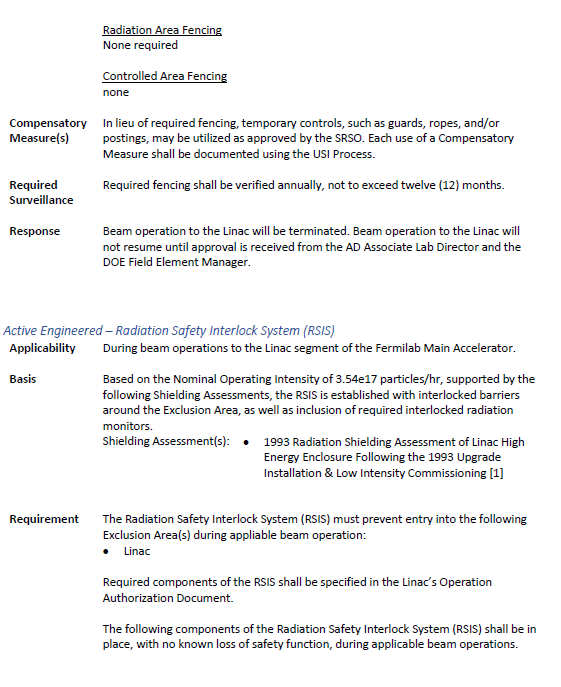 Radiation Area Fencing
None required
Controlled Area Fencing
none
Compensatory Measure(s)
In lieu of required fencing, temporary controls, such as guards, ropes, and/or
postings, may be utilized as approved by the SRSO. Each use of a Compensatory
Measure shall be documented using the USI Process.
Required Surveillance
Required fencing shall be verified annually, not to exceed twelve (12) months.
Response
Beam operation to the Linac will be terminated. Beam operation to the Linac will
not resume until approval is received from the AD Associate Lab Director and the
DOE Field Element Manager.
Active Engineered – Radiation Safety Interlock System (RSIS)
Applicability
During beam operations to the Linac segment of the Fermilab Main Accelerator.
Basis
Based on the Nominal Operating Intensity of 3.54e17 particles/hr, supported by the
following Shielding Assessments, the RSIS is established with interlocked barriers
around the Exclusion Area, as well as inclusion of required interlocked radiation
monitors.
Shielding Assessment(s): • 1993 Radiation Shielding Assessment of Linac High
Energy Enclosure Following the 1993 Upgrade
Installation & Low Intensity Commissioning [1]
Requirement
The Radiation Safety Interlock System (RSIS) must prevent entry into the following
Exclusion Area(s) during appliable beam operation:
• Linac
Required components of the RSIS shall be specified in the Linac's Operation
Authorization Document.
The following components of the Radiation Safety Interlock System (RSIS) shall be in
place, with no known loss of safety function, during applicable beam operations.